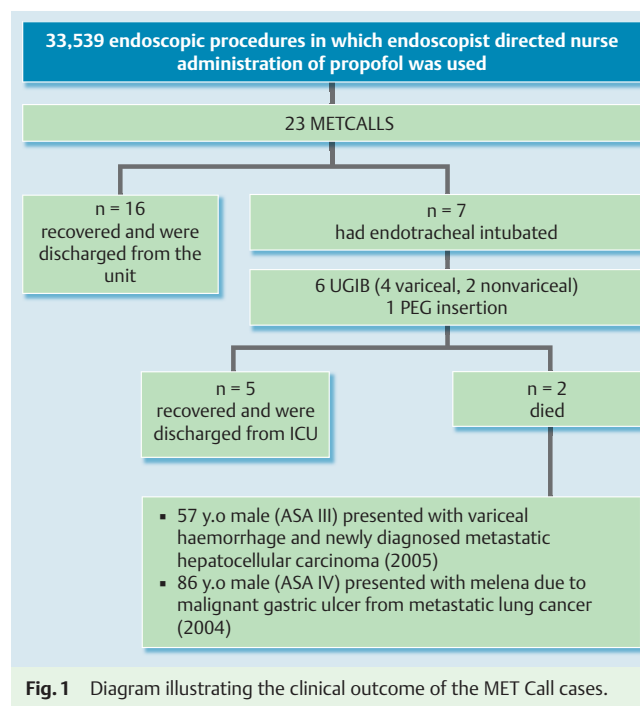 33,539 endoscopic procedures in which endoscopist directed nurse
administration of propofol was used
23 METCALLS
n = 16
recovered and were
discharged from the
unit
n = 7
had endotracheal intubated
6 UGIB (4 variceal, 2 nonvariceal)
1 PEG insertion
n = 5
recovered and were
discharged from ICU
n = 2
died
▪ 57 y.o male (ASA III) presented with variceal
haemorrhage and newly diagnosed metastatic
hepatocellular carcinoma (2005)
▪ 86 y.o male (ASA IV) presented with melena due to
malignant gastric ulcer from metastatic lung cancer
(2004)
Fig. 1 Diagram illustrating the clinical outcome of the MET Call cases.